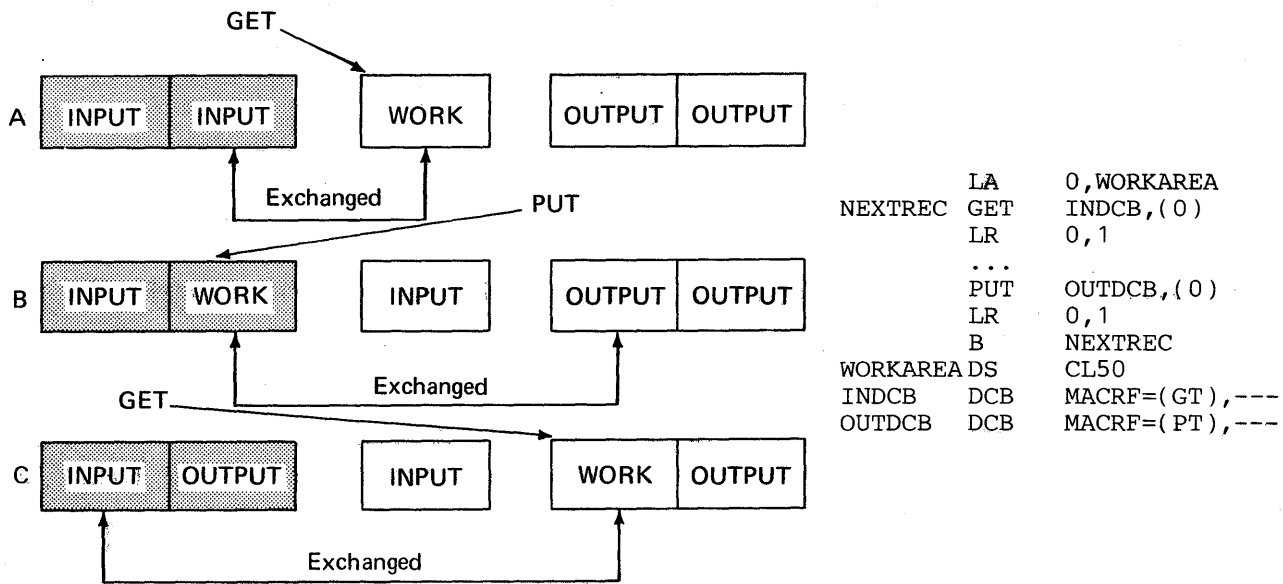 GET
A INPUT INPUT WORK OUTPUT OUTPUT
Exchanged
PUT
B INPUT WORK INPUT OUTPUT OUTPUT
Exchanged
GET
C INPUT OUTPUT INPUT WORK OUTPUT
Exchanged
LA 0,WORKAREA
NEXTREC GET INDCB,(0)
LR 0,1
...
PUT OUTDCB,(0)
LR 0,1
B NEXTREC
WORKAREA DS CL50
INDCB DCB MACRF=(GT),---
OUTDCB DCB MACRF=(PT),---